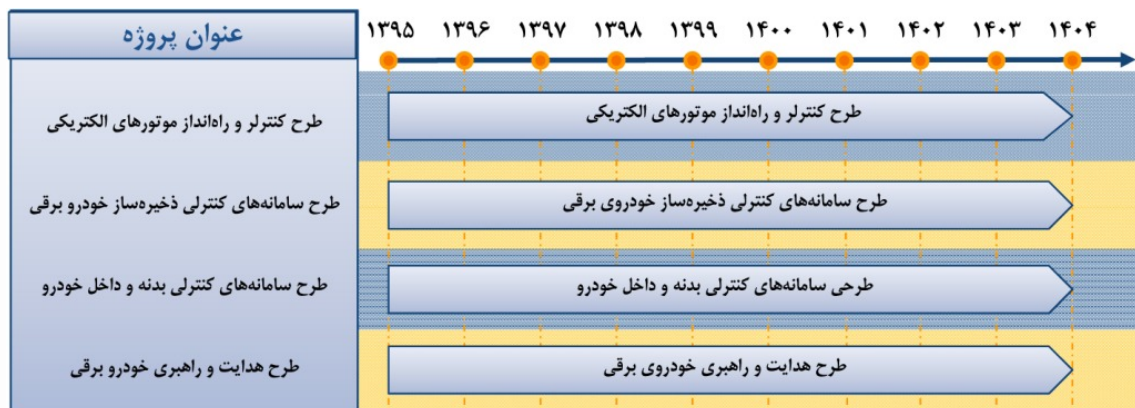 عنوان پروژه
۱۳۹۵ ۱۳۹۶ ۱۳۹۷ ۱۳۹۸ ۱۳۹۹ ۱۴۰۰ ۱۴۰۱ ۱۴۰۲ ۱۴۰۳ ۱۴۰۴
طرح کنترلر و راه‌انداز موتورهای الکتریکی
طرح کنترلر و راه‌انداز موتورهای الکتریکی
طرح سامانه‌های کنترلی ذخیره‌ساز خودرو برقی
طرح سامانه‌های کنترلی ذخیره‌ساز خودروی برقی
طرح سامانه‌های کنترلی بدنه و داخل خودرو
طرحی سامانه‌های کنترلی بدنه و داخل خودرو
طرح هدایت و راهبری خودرو برقی
طرح هدایت و راهبری خودروی برقی